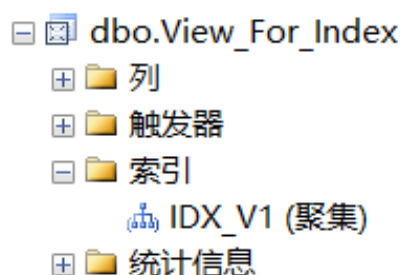 dbo.View_For_Index
列
触发器
索引
IDX_V1 (聚集)
统计信息